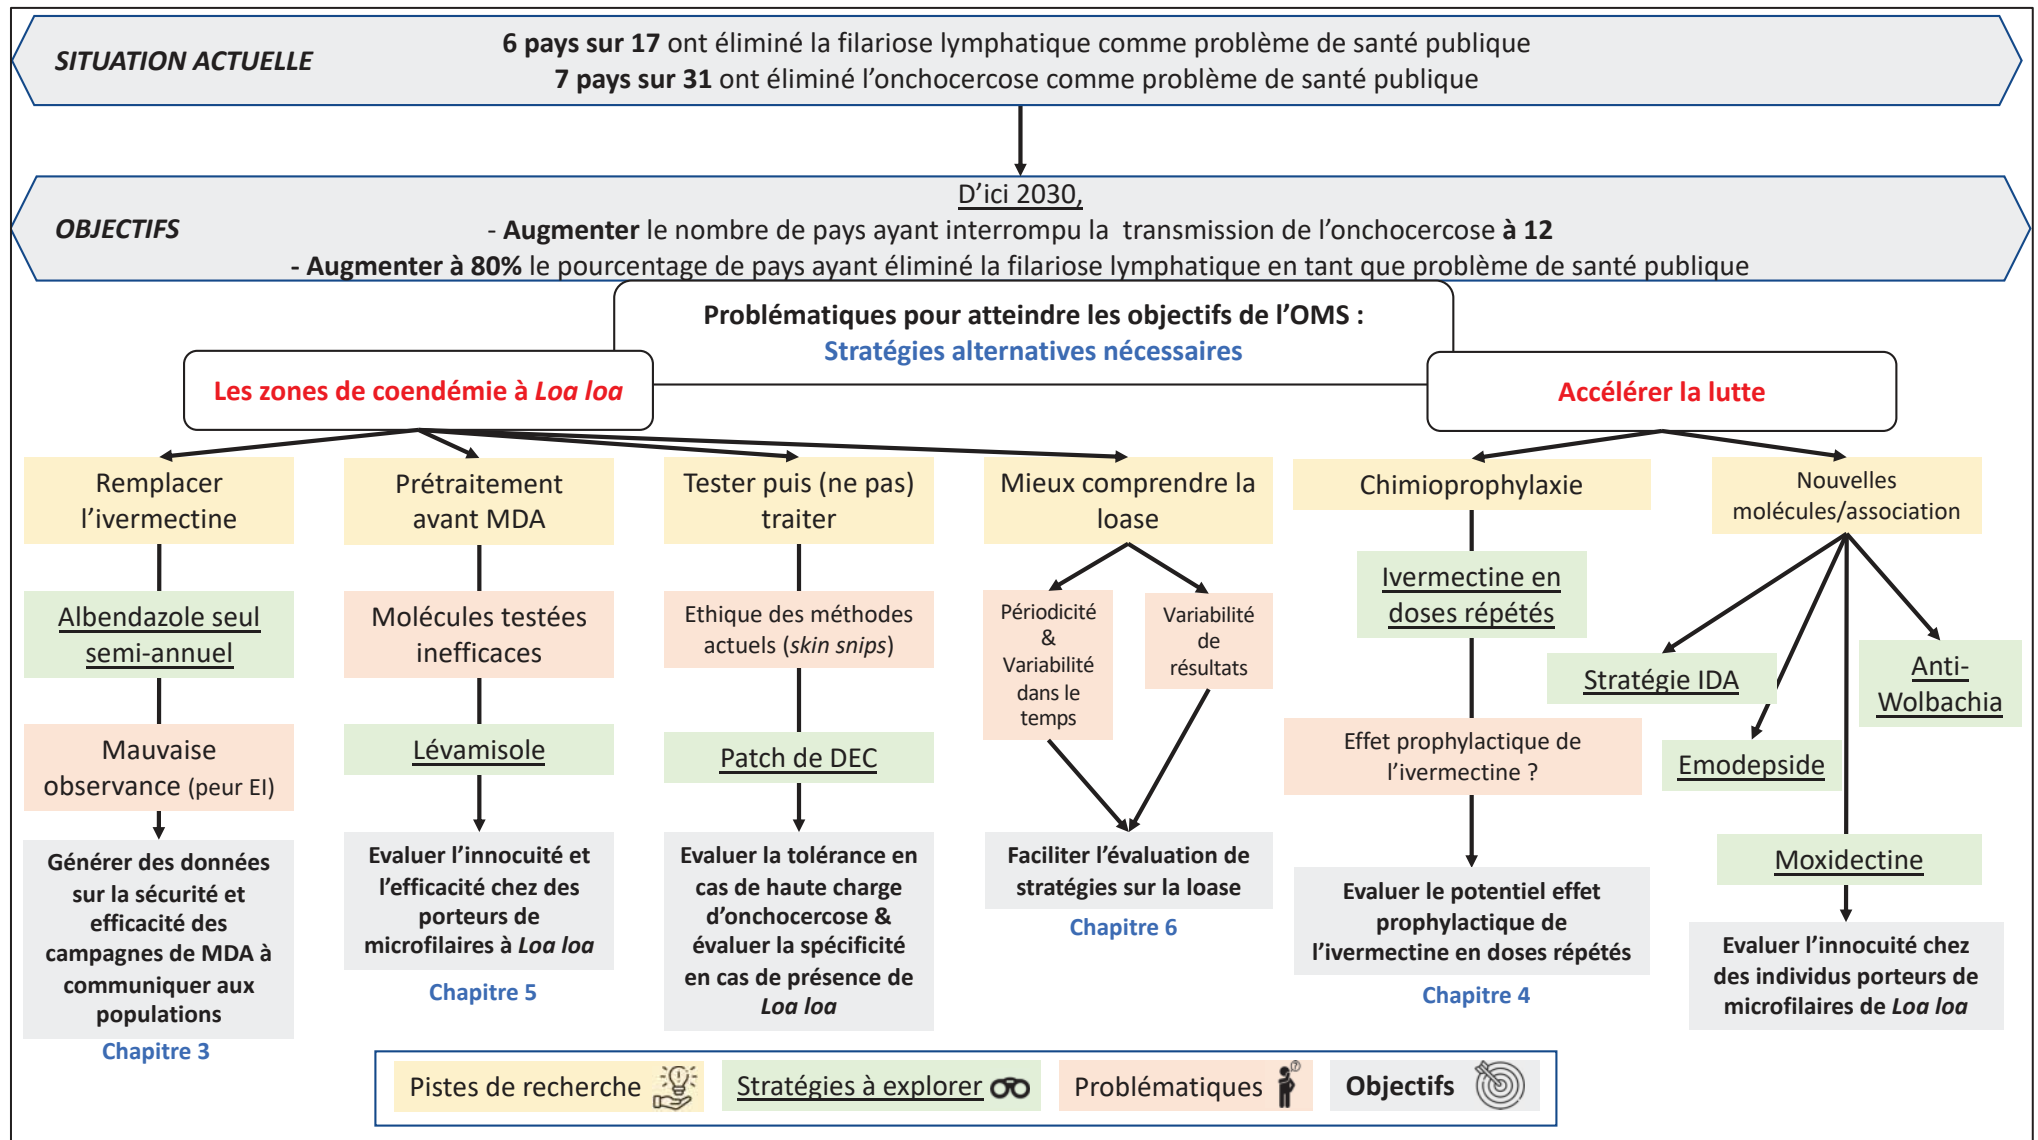 SITUATION ACTUELLE
6 pays sur 17 ont éliminé la filariose lymphatique comme problème de santé publique
7 pays sur 31 ont éliminé l'onchocercose comme problème de santé publique
OBJECTIFS
D'ici 2030,
- Augmenter le nombre de pays ayant interrompu la transmission de l'onchocercose à 12
- Augmenter à 80% le pourcentage de pays ayant éliminé la filariose lymphatique en tant que problème de santé publique
Problématiques pour atteindre les objectifs de l'OMS :
Stratégies alternatives nécessaires
Les zones de coendémie à Loa loa
Accélérer la lutte
Remplacer
l'ivermectine
Albendazole seul
semi-annuel
Mauvaise
observance (peur EI)
Générer des données
sur la sécurité et
efficacité des
campagnes de MDA à
communiquer aux
populations
Chapitre 3
Prétraitement
avant MDA
Molécules testées
inefficaces
Lévamisole
Evaluer l'innocuité et
l'efficacité chez des
porteurs de
microfilaires à Loa loa
Chapitre 5
Tester puis (ne pas)
traiter
Ethique des méthodes
actuels (skin snips)
Patch de DEC
Evaluer la tolérance en
cas de haute charge
d'onchocercose &
évaluer la spécificité
en cas de présence de
Loa loa
Mieux comprendre la
loase
Périodicité
&
Variabilité
dans le
temps
Variabilité
de
résultats
Faciliter l'évaluation de
stratégies sur la loase
Chapitre 6
Chimioprophylaxie
Ivermectine en
doses répétés
Effet prophylactique de
l'ivermectine ?
Evaluer le potentiel effet
prophylactique de
l'ivermectine en doses répétés
Chapitre 4
Nouvelles
molécules/association
Stratégie IDA
Emodepside
Anti-
Wolbachia
Moxidectine
Evaluer l'innocuité chez
des individus porteurs de
microfilaires de Loa loa
Pistes de recherche
Stratégies à explorer
Problématiques
Objectifs